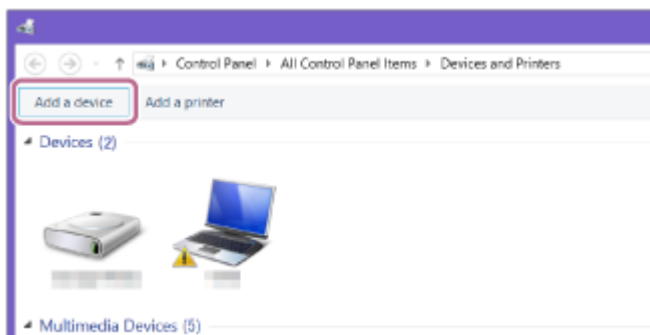 Control Panel All Control Panel Items Devices and Printers
Add a device Add a printer
Devices (2)
Multimedia Devices (5)